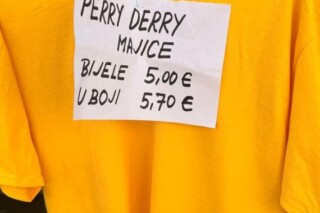 PERRY DERRY
MAJICE
BIJELE 5,00 €
U BOJI 5,70 €